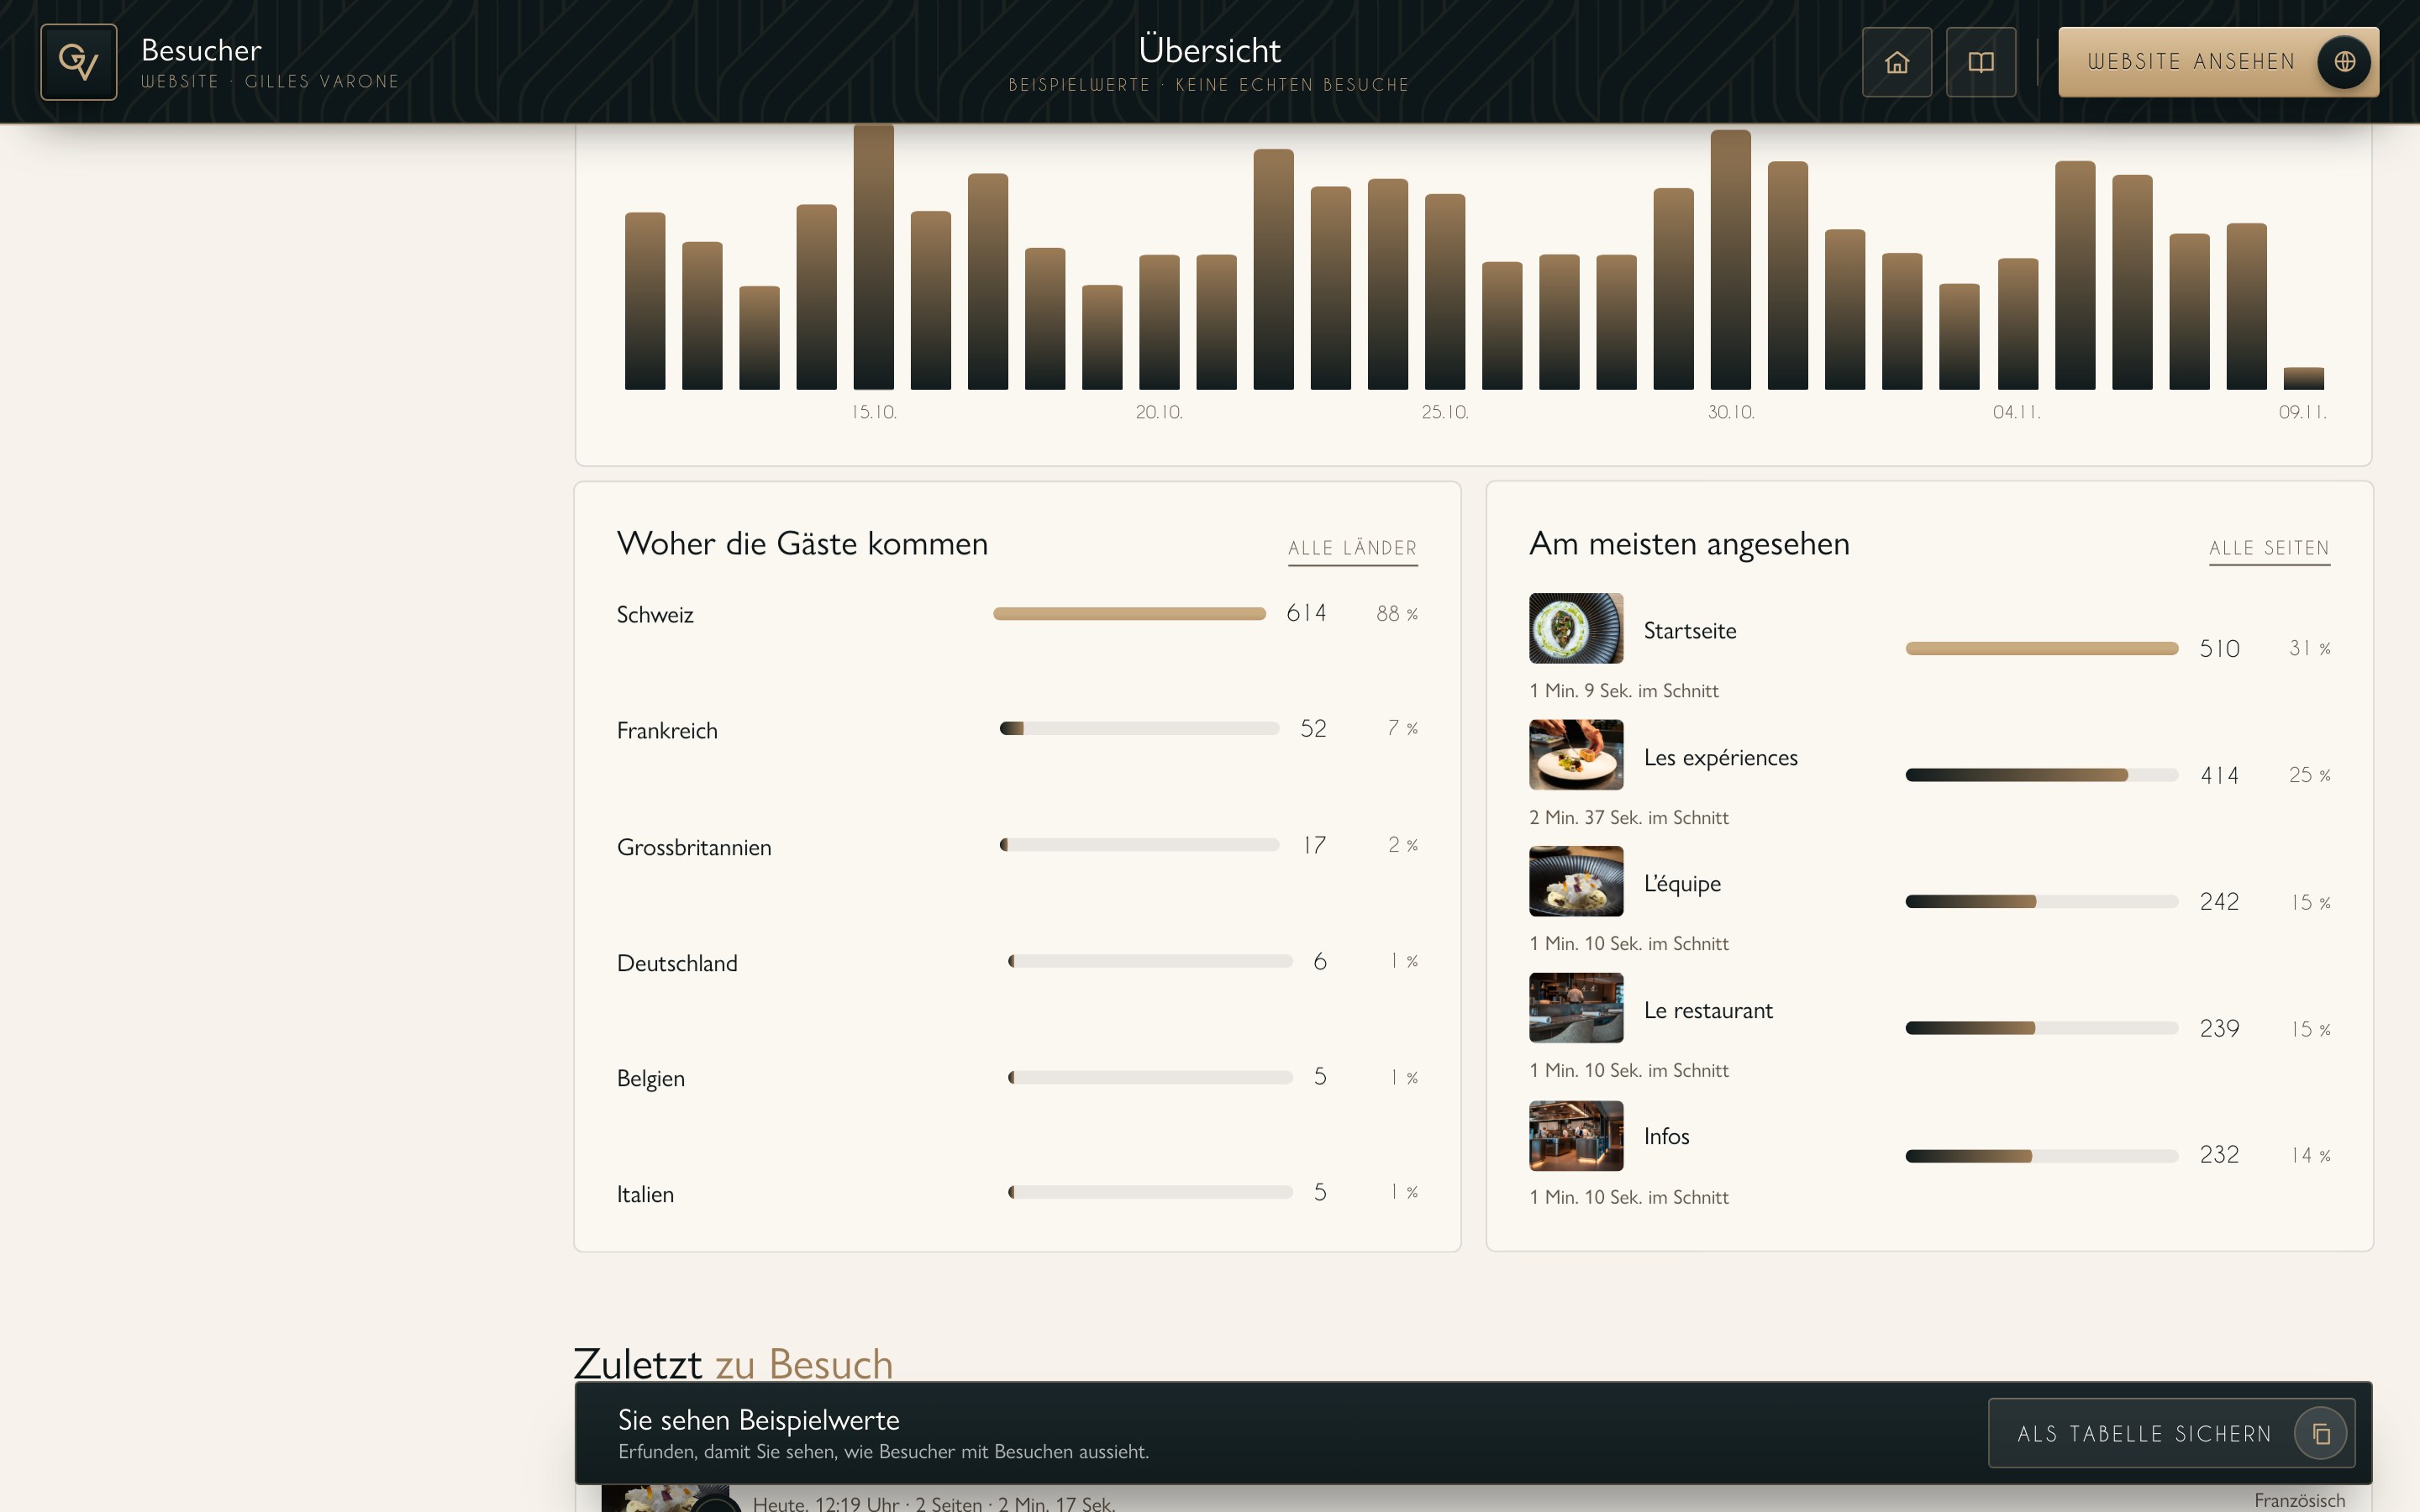 GV
Besucher
WEBSITE · GILLES VARONE
Übersicht
BEISPIELWERTE · KEINE ECHTEN BESUCHE
WEBSITE ANSEHEN
15.10.
20.10.
25.10.
30.10.
04.11.
09.11.
Woher die Gäste kommen
ALLE LÄNDER
Schweiz
614
88 %
Frankreich
52
7 %
Grossbritannien
17
2 %
Deutschland
6
1 %
Belgien
5
1 %
Italien
5
1 %
Am meisten angesehen
ALLE SEITEN
Startseite
510
31 %
1 Min. 9 Sek. im Schnitt
Les expériences
414
25 %
2 Min. 37 Sek. im Schnitt
L’équipe
242
15 %
1 Min. 10 Sek. im Schnitt
Le restaurant
239
15 %
1 Min. 10 Sek. im Schnitt
Infos
232
14 %
1 Min. 10 Sek. im Schnitt
Zuletzt zu Besuch
Sie sehen Beispielwerte
Erfunden, damit Sie sehen, wie Besucher mit Besuchen aussieht.
ALS TABELLE SICHERN
Heute, 12:19 Uhr · 2 Seiten · 2 Min. 17 Sek.
Französisch